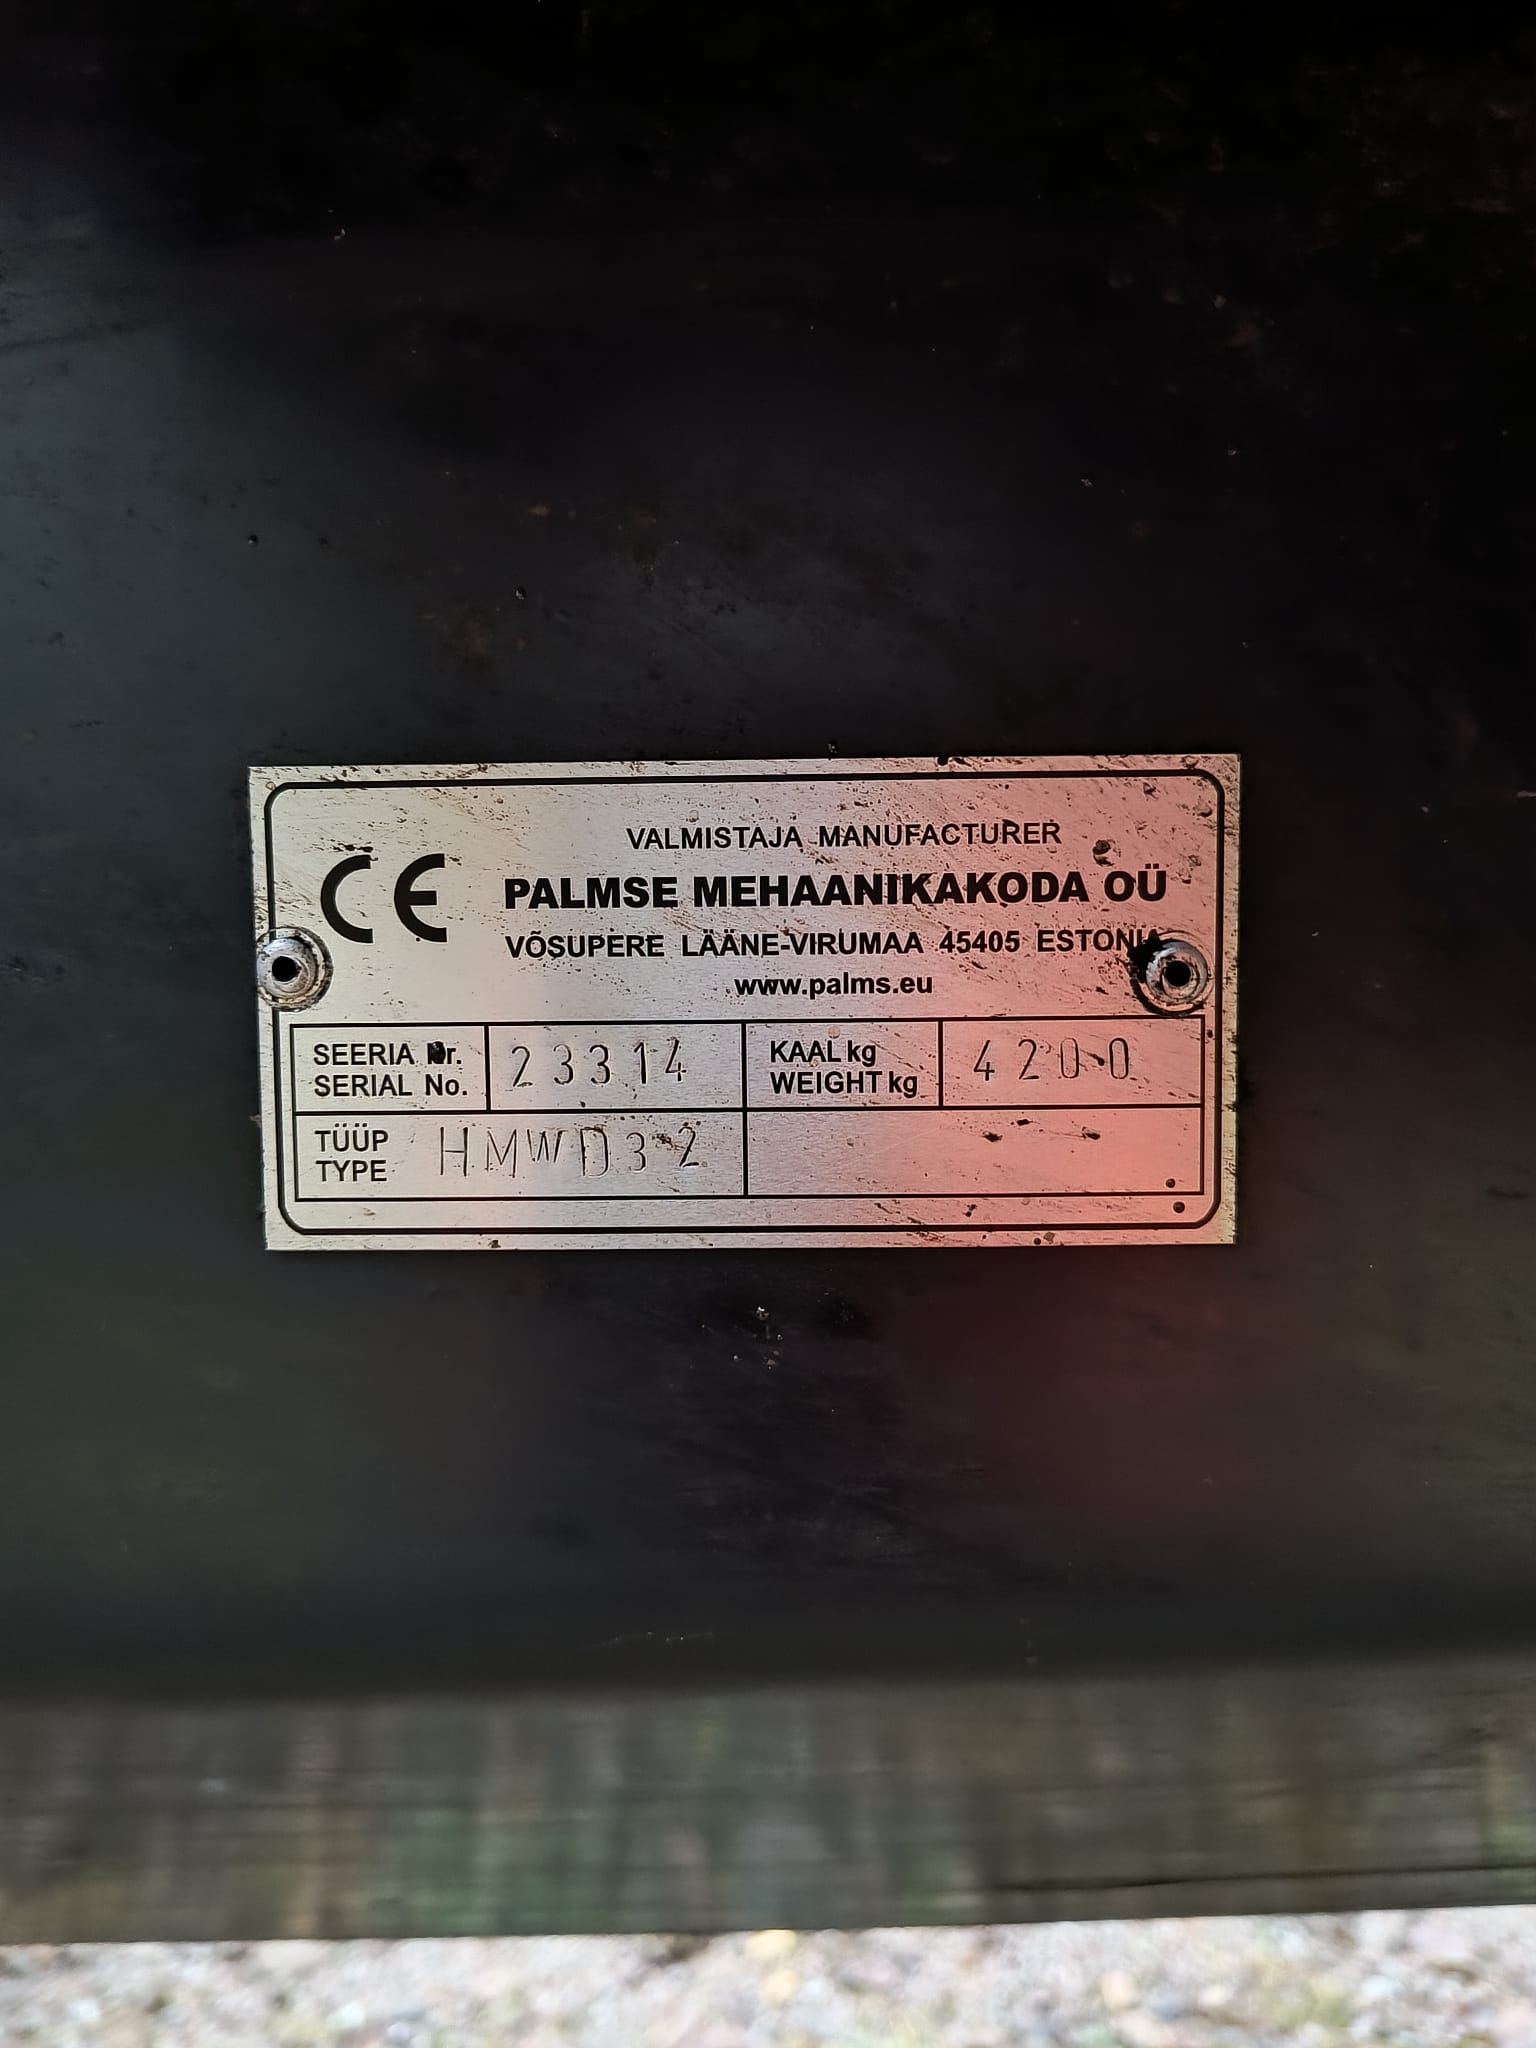 CE
VALMISTAJA MANUFACTURER
PALMSE MEHAANIKAKODA OÜ
VÕSUPERE LÄÄNE-VIRUMAA 45405 ESTONIA
www.palms.eu
SEERIA Nr.
SERIAL No.
23314
KAAL kg
WEIGHT kg
4200
TÜÜP
TYPE
HMWD32